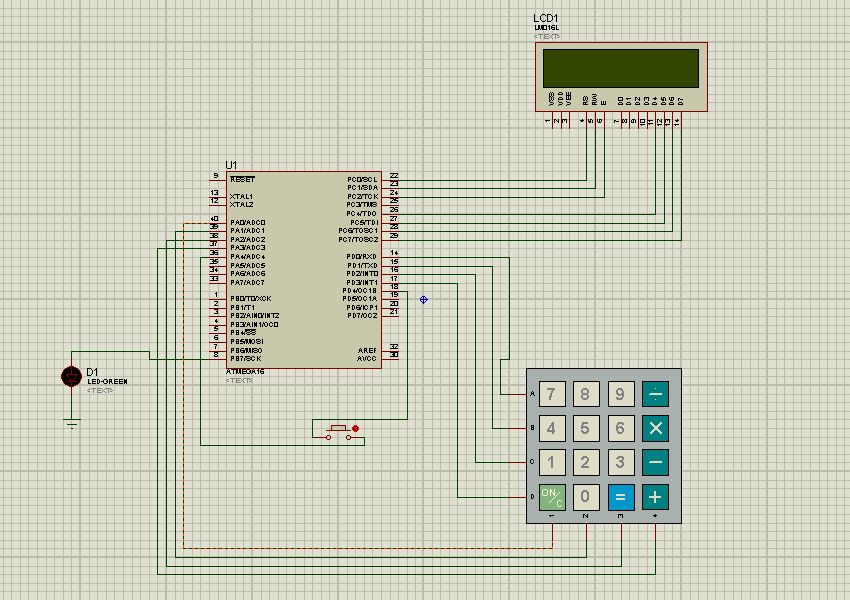 LCD1
LM016L
<TEXT>
VSS VDD VEE RS RW E D0 D1 D2 D3 D4 D5 D6 D7
1 2 3 4 5 6 7 8 9 10 11 12 13 14
U1
9 RESET PC0/SCL 22
PC1/SDA 23
13 XTAL1 PC2/TCK 24
12 XTAL2 PC3/TMS 25
PC4/TDO 26
40 PA0/ADC0 PC5/TDI 27
39 PA1/ADC1 PC6/TOSC1 28
38 PA2/ADC2 PC7/TOSC2 29
37 PA3/ADC3
36 PA4/ADC4 PD0/RXD 14
35 PA5/ADC5 PD1/TXD 15
34 PA6/ADC6 PD2/INT0 16
33 PA7/ADC7 PD3/INT1 17
PD4/OC1B 18
1 PB0/T0/XCK PD5/OC1A 19
2 PB1/T1 PD6/ICP1 20
3 PB2/AIN0/INT2 PD7/OC2 21
4 PB3/AIN1/OC0
5 PB4/SS
6 PB5/MOSI
7 PB6/MISO AREF 32
8 PB7/SCK AVCC 30
ATMEGA16
<TEXT>
D1
LED-GREEN
<TEXT>
A 7 8 9 ÷
B 4 5 6 ×
C 1 2 3 −
D ON/C 0 = +
1 2 3 4